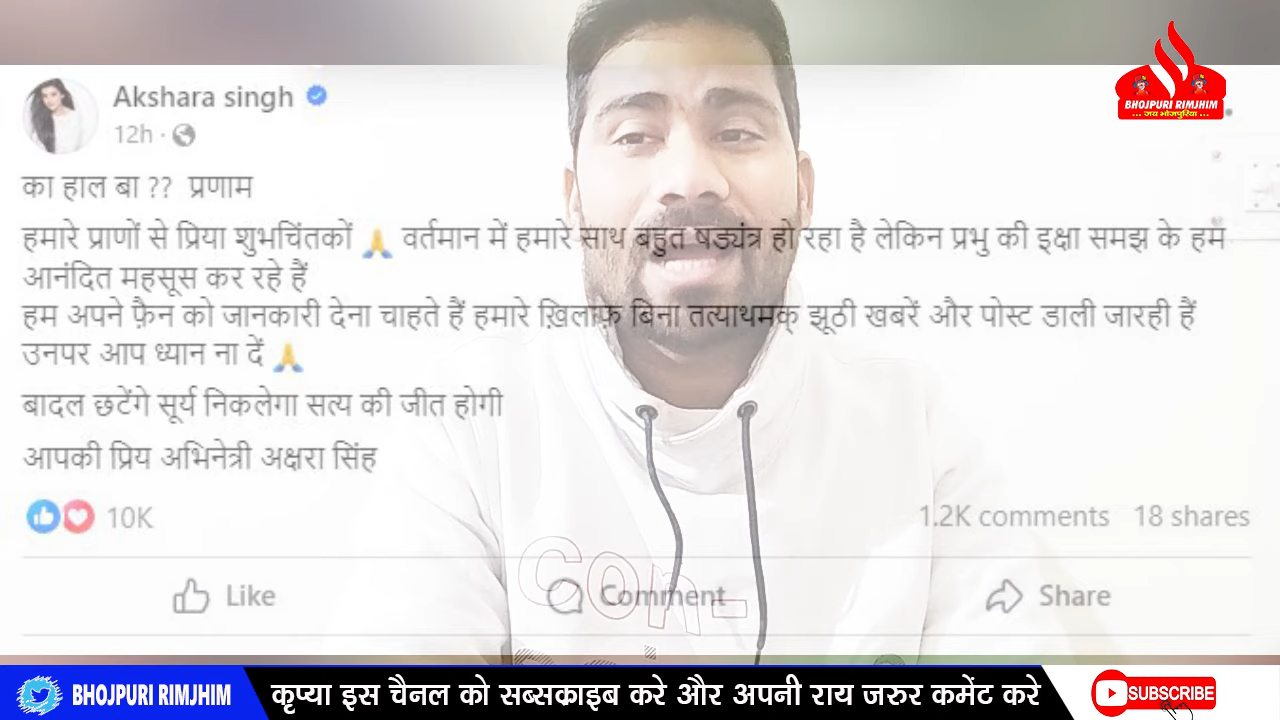 Akshara singh
12h
का हाल बा ?? प्रणाम
हमारे प्राणों से प्रिया शुभचिंतकों 🙏 वर्तमान में हमारे साथ बहुत षड्यंत्र हो रहा है लेकिन प्रभु की इक्षा समझ के हम
आनंदित महसूस कर रहे हैं
हम अपने फ़ैन को जानकारी देना चाहते हैं हमारे ख़िलाफ़ बिना तत्याथमक् झूठी खबरें और पोस्ट डाली जारही हैं
उनपर आप ध्यान ना दें 🙏
बादल छटेंगे सूर्य निकलेगा सत्य की जीत होगी
आपकी प्रिय अभिनेत्री अक्षरा सिंह
10K 1.2K comments 18 shares
Like Comment Share
BHOJPURI RIMJHIM
... जय भोजपुरिया ...
Con-
BHOJPURI RIMJHIM
कृप्या इस चैनल को सब्सक्राइब करे और अपनी राय जरुर कमेंट करे
SUBSCRIBE